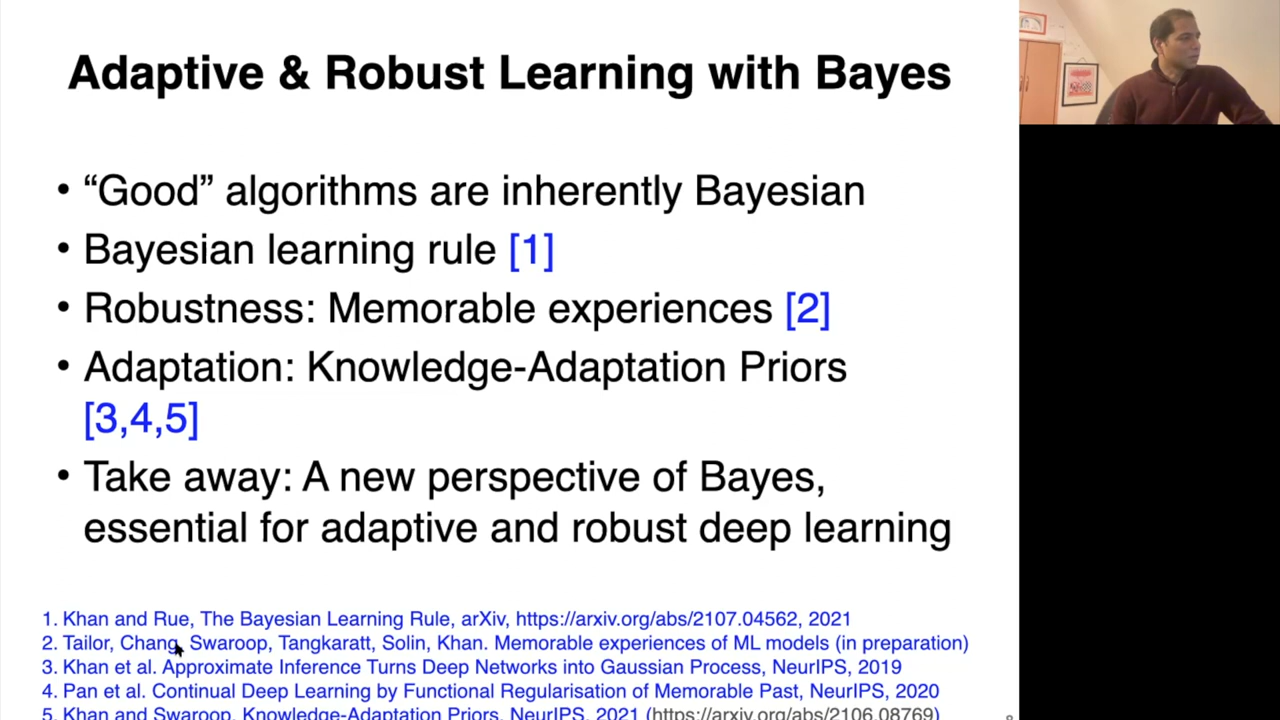 Adaptive & Robust Learning with Bayes
• “Good” algorithms are inherently Bayesian
• Bayesian learning rule [1]
• Robustness: Memorable experiences [2]
• Adaptation: Knowledge-Adaptation Priors
[3,4,5]
• Take away: A new perspective of Bayes,
essential for adaptive and robust deep learning
1. Khan and Rue, The Bayesian Learning Rule, arXiv, https://arxiv.org/abs/2107.04562, 2021
2. Tailor, Chang, Swaroop, Tangkaratt, Solin, Khan. Memorable experiences of ML models (in preparation)
3. Khan et al. Approximate Inference Turns Deep Networks into Gaussian Process, NeurIPS, 2019
4. Pan et al. Continual Deep Learning by Functional Regularisation of Memorable Past, NeurIPS, 2020
5. Khan and Swaroop, Knowledge-Adaptation Priors, NeurIPS, 2021 (https://arxiv.org/abs/2106.08769)